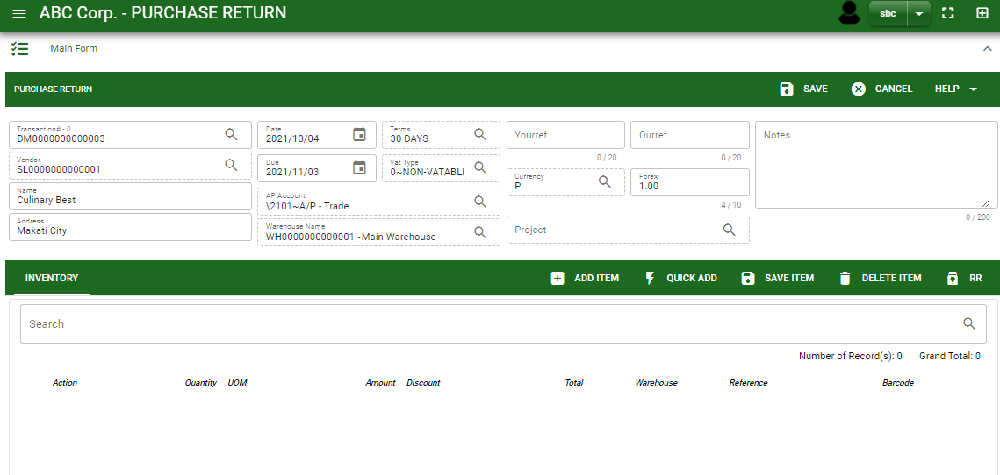 ABC Corp. - PURCHASE RETURN
sbc
Main Form
PURCHASE RETURN
SAVE
CANCEL
HELP
Transaction# - 0
DM0000000000003
Vendor
SL0000000000001
Name
Culinary Best
Address
Makati City
Date
2021/10/04
Due
2021/11/03
Terms
30 DAYS
Vat Type
0~NON-VATABLE
AP Account
\2101~A/P - Trade
Warehouse Name
WH0000000000001~Main Warehouse
Yourref
0 / 20
Ourref
0 / 20
Currency
P
Forex
1.00
4 / 10
Project
Notes
0 / 200
INVENTORY
ADD ITEM
QUICK ADD
SAVE ITEM
DELETE ITEM
RR
Search
Number of Record(s): 0 Grand Total: 0
Action Quantity UOM Amount Discount Total Warehouse Reference Barcode